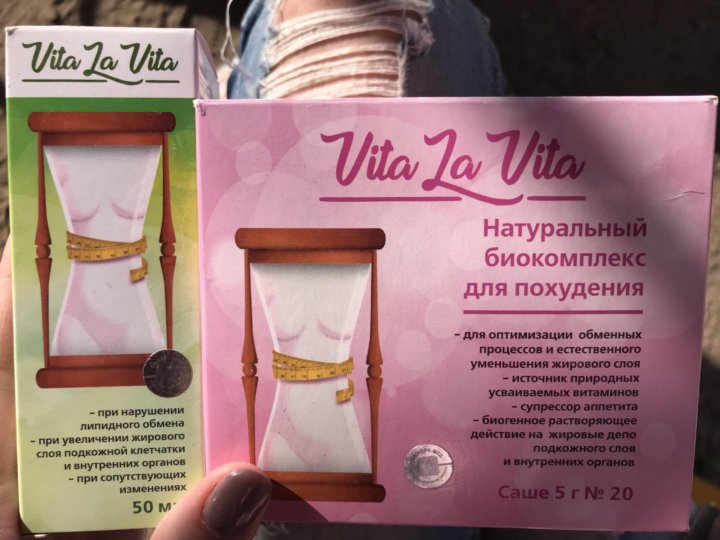 Vita La Vita
– при нарушении
липидного обмена
– при увеличении жирового
слоя подкожной клетчатки
и внутренних органов
– при сопутствующих
изменениях
50
Vita La Vita
Натуральный
биокомплекс
для похудения
– для оптимизации обменных
процессов и естественного
уменьшения жирового слоя
– источник природных
усваиваемых витаминов
– супрессор аппетита
– биогенное растворяющее
действие на жировые депо
подкожного слоя
и внутренних органов
Саше 5 г № 20